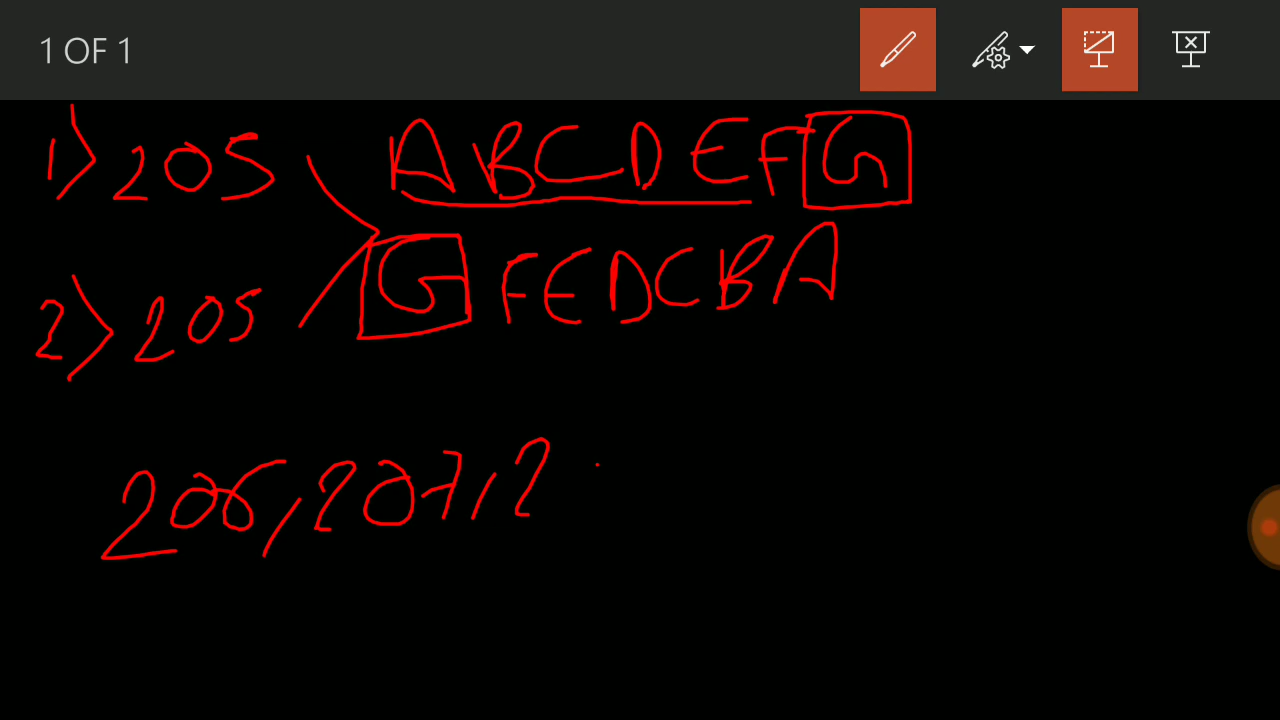 1 OF 1
1) 205 ABCDEFG
2) 205 GFEDCBA
206, 207, 2